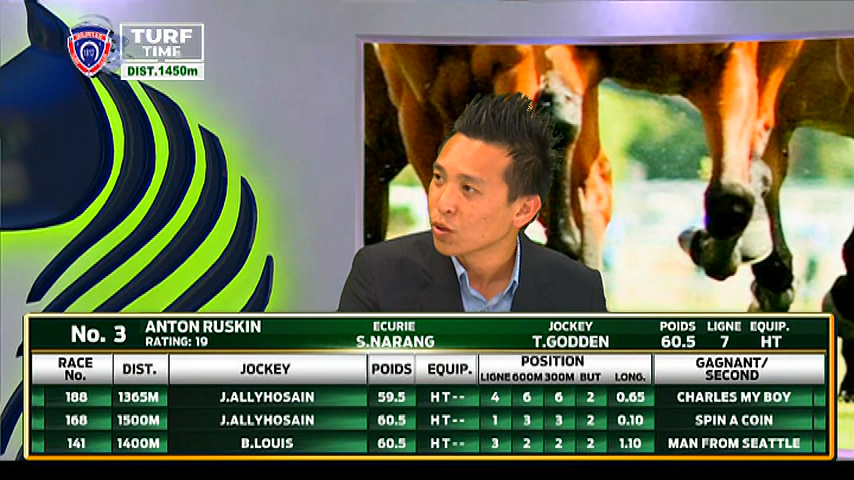 1812
TURF
TIME
DIST.1450m
No. 3 ANTON RUSKIN ECURIE JOCKEY POIDS LIGNE EQUIP.
RATING: 19 S.NARANG T.GODDEN 60.5 7 HT
RACE No. DIST. JOCKEY POIDS EQUIP. POSITION GAGNANT/ SECOND
LIGNE 600M 300M BUT LONG.
188 1365M J.ALLYHOSAIN 59.5 HT-- 4 6 6 2 0.65 CHARLES MY BOY
168 1500M J.ALLYHOSAIN 60.5 HT-- 1 3 3 2 0.10 SPIN A COIN
141 1400M B.LOUIS 60.5 HT-- 3 2 2 2 1.10 MAN FROM SEATTLE